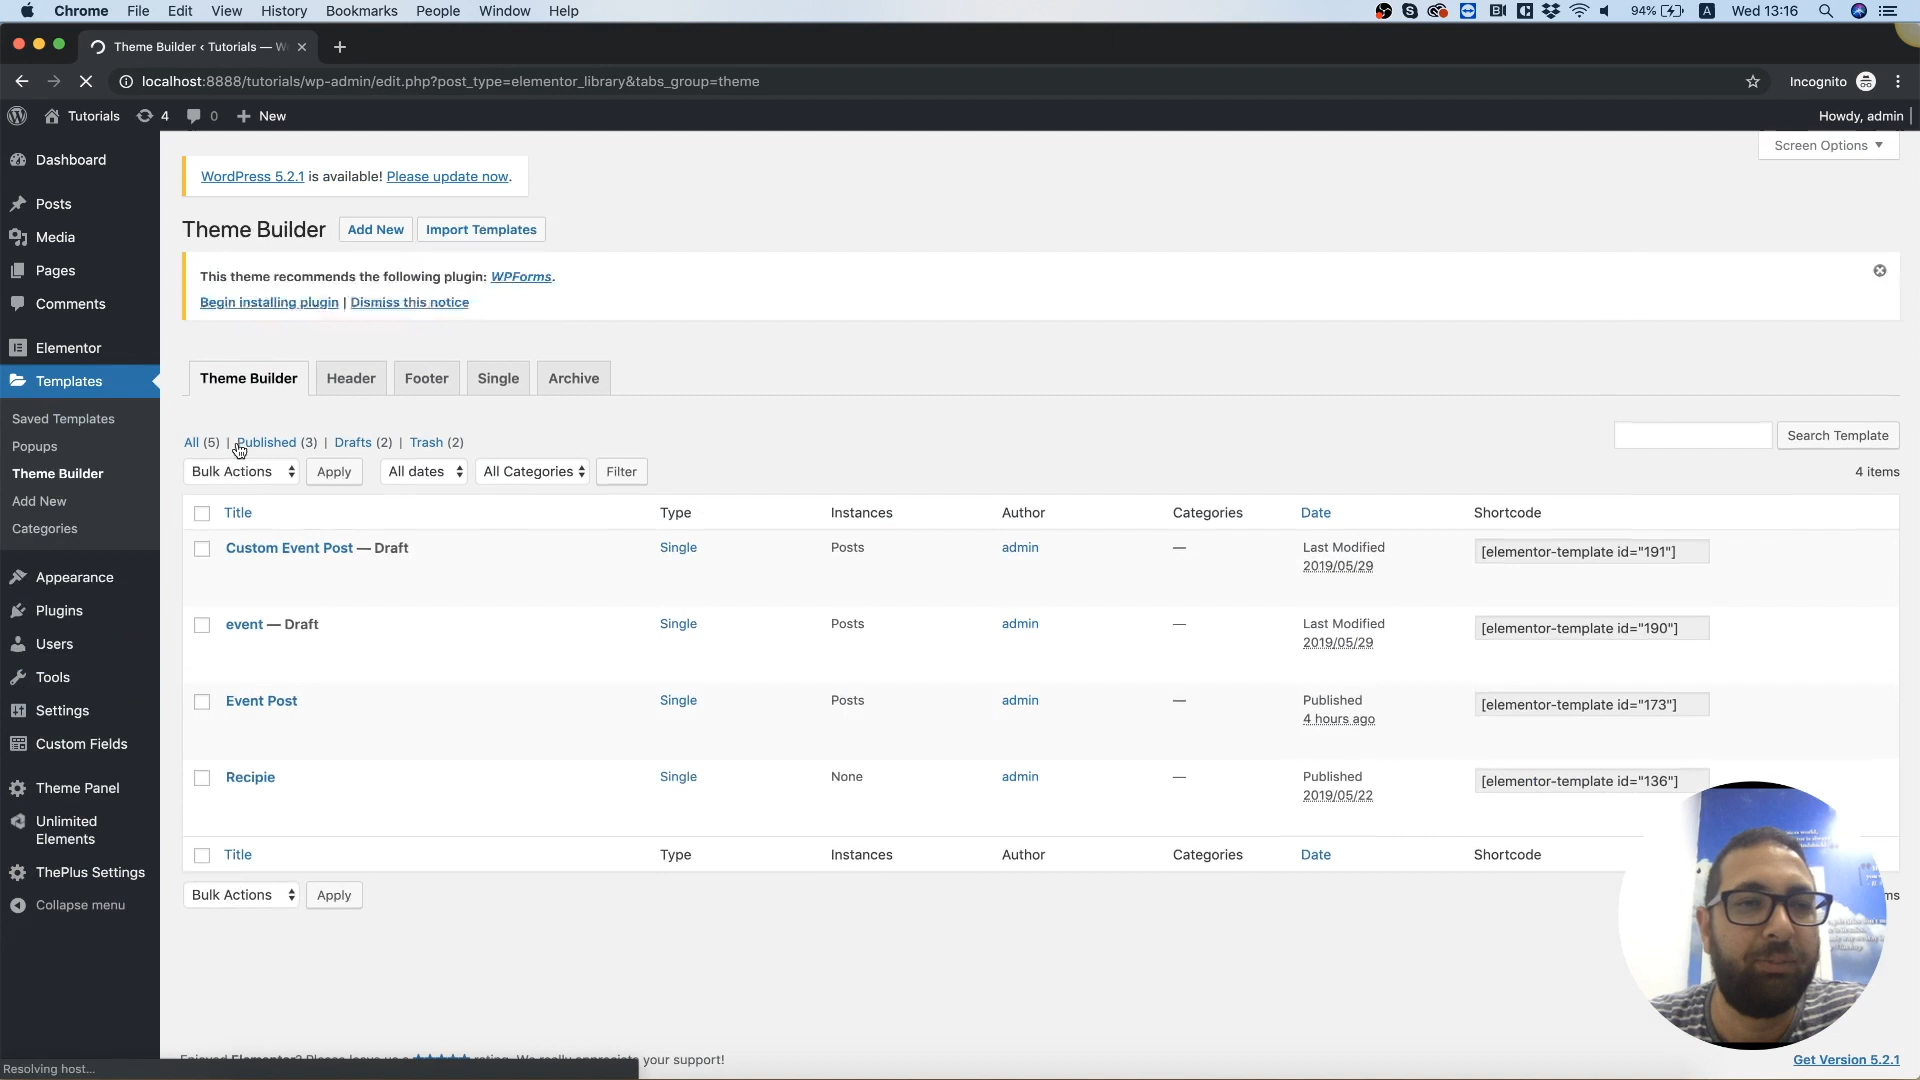 Chrome File Edit View History Bookmarks People Window Help 94% A Wed 13:16
Theme Builder ‹ Tutorials — W
localhost:8888/tutorials/wp-admin/edit.php?post_type=elementor_library&tabs_group=theme Incognito
Tutorials 4 0 New Howdy, admin
Screen Options
Dashboard
Posts
Media
Pages
Comments
Elementor
Templates
Saved Templates
Popups
Theme Builder
Add New
Categories
Appearance
Plugins
Users
Tools
Settings
Custom Fields
Theme Panel
Unlimited
Elements
ThePlus Settings
Collapse menu
WordPress 5.2.1 is available! Please update now.
Theme Builder Add New Import Templates
This theme recommends the following plugin: WPForms.
Begin installing plugin | Dismiss this notice
Theme Builder Header Footer Single Archive
All (5) | Published (3) | Drafts (2) | Trash (2)
Search Template
Bulk Actions Apply All dates All Categories Filter 4 items
Title Type Instances Author Categories Date Shortcode
Custom Event Post — Draft Single Posts admin — Last Modified [elementor-template id="191"]
2019/05/29
event — Draft Single Posts admin — Last Modified [elementor-template id="190"]
2019/05/29
Event Post Single Posts admin — Published [elementor-template id="173"]
4 hours ago
Recipie Single None admin — Published [elementor-template id="136"]
2019/05/22
Title Type Instances Author Categories Date Shortcode
Bulk Actions Apply
Enjoyed Elementor? Please leave us a ★★★★★ rating. We really appreciate your support!
Get Version 5.2.1
Resolving host...